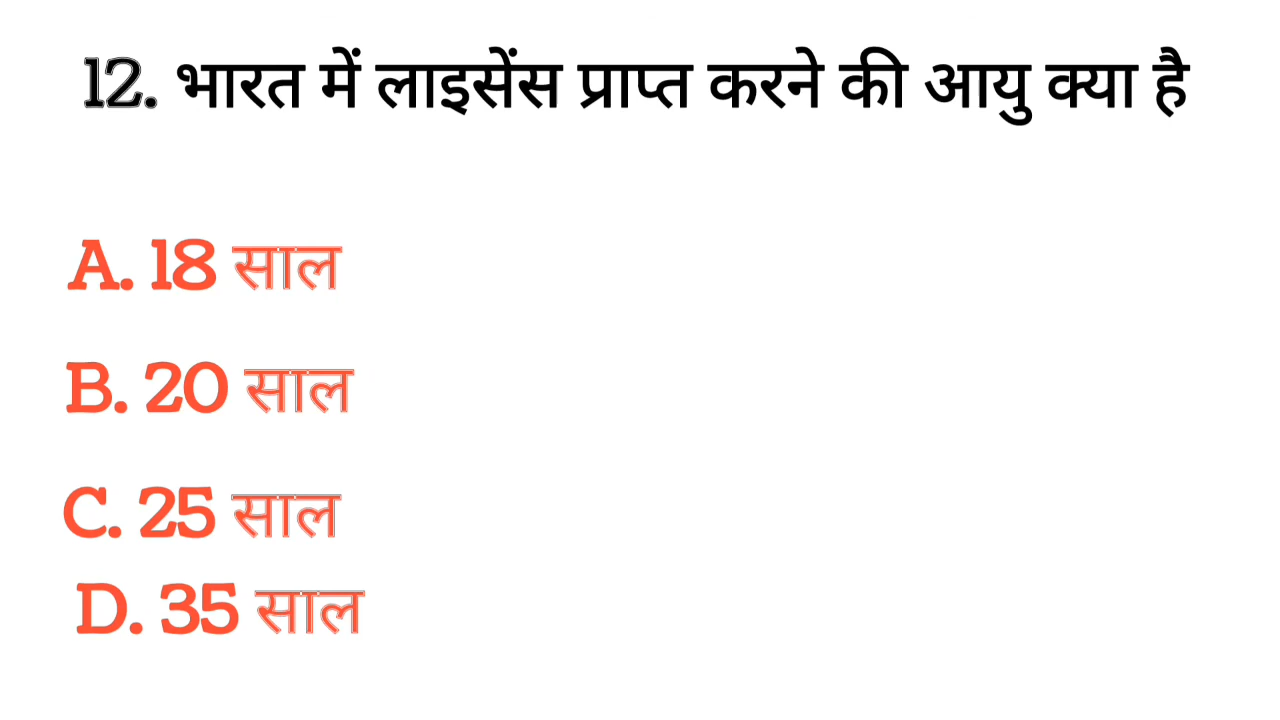 12. भारत में लाइसेंस प्राप्त करने की आयु क्या है
A. 18 साल
B. 20 साल
C. 25 साल
D. 35 साल